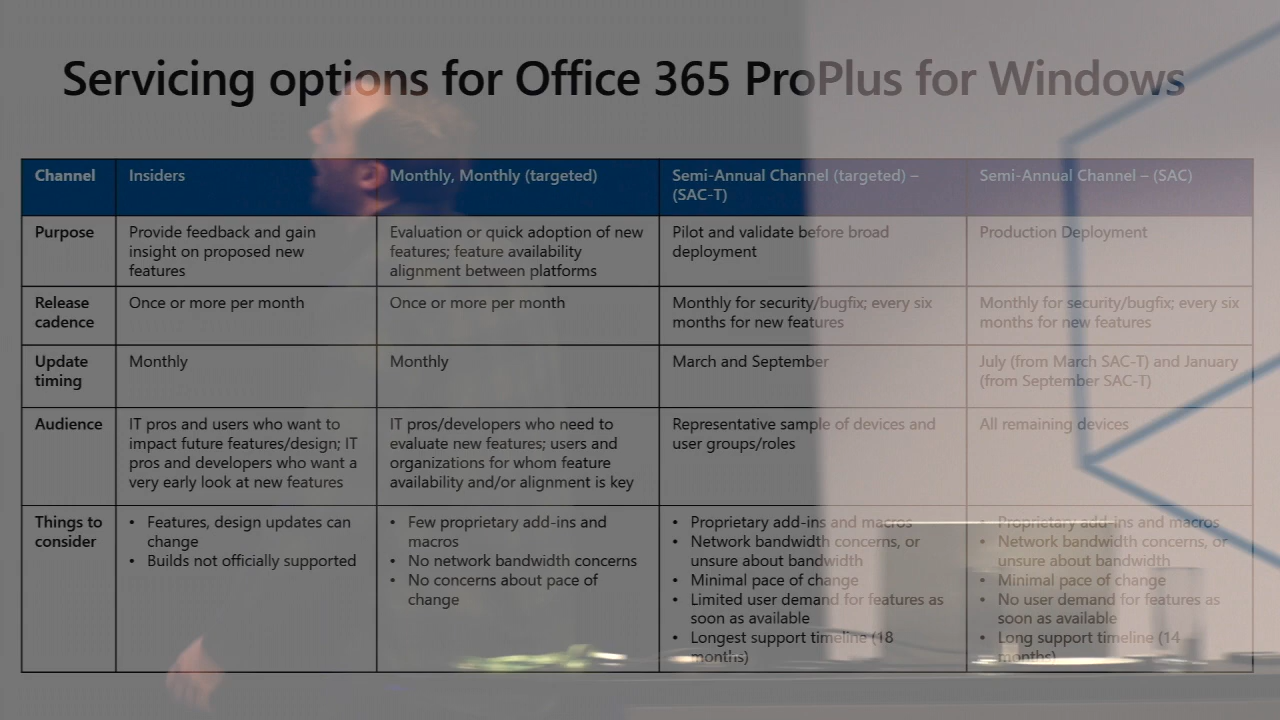 Servicing options for Office 365 ProPlus for Windows
Channel
Insiders
Monthly, Monthly (targeted)
Semi-Annual Channel (targeted) –
(SAC-T)
Semi-Annual Channel – (SAC)
Purpose
Provide feedback and gain
insight on proposed new
features
Evaluation or quick adoption of new
features; feature availability
alignment between platforms
Pilot and validate before broad
deployment
Production Deployment
Release
cadence
Once or more per month
Once or more per month
Monthly for security/bugfix; every six
months for new features
Monthly for security/bugfix; every six
months for new features
Update
timing
Monthly
Monthly
March and September
July (from March SAC-T) and January
(from September SAC-T)
Audience
IT pros and users who want to
impact future features/design; IT
pros and developers who want a
very early look at new features
IT pros/developers who need to
evaluate new features; users and
organizations for whom feature
availability and/or alignment is key
Representative sample of devices and
user groups/roles
All remaining devices
Things to
consider
• Features, design updates can
change
• Builds not officially supported
• Few proprietary add-ins and
macros
• No network bandwidth concerns
• No concerns about pace of
change
• Proprietary add-ins and macros
• Network bandwidth concerns, or
unsure about bandwidth
• Minimal pace of change
• Limited user demand for features as
soon as available
• Longest support timeline (18
months)
• Proprietary add-ins and macros
• Network bandwidth concerns, or
unsure about bandwidth
• Minimal pace of change
• No user demand for features as
soon as available
• Long support timeline (14
months)